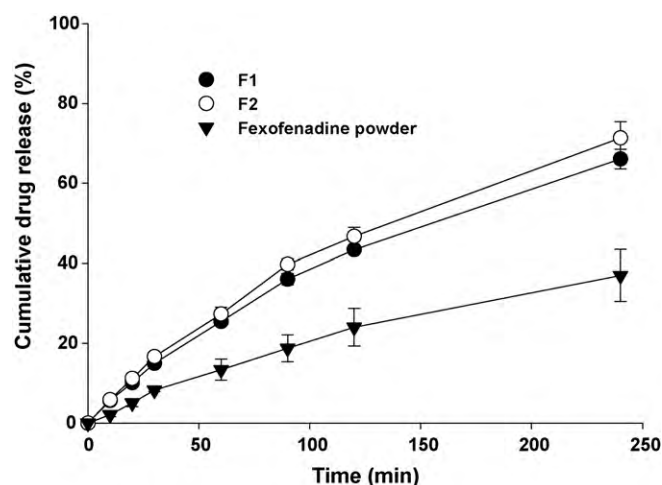 100
80
60
40
20
0
Cumulative drug release (%)
F1
F2
Fexofenadine powder
0 50 100 150 200 250
Time (min)